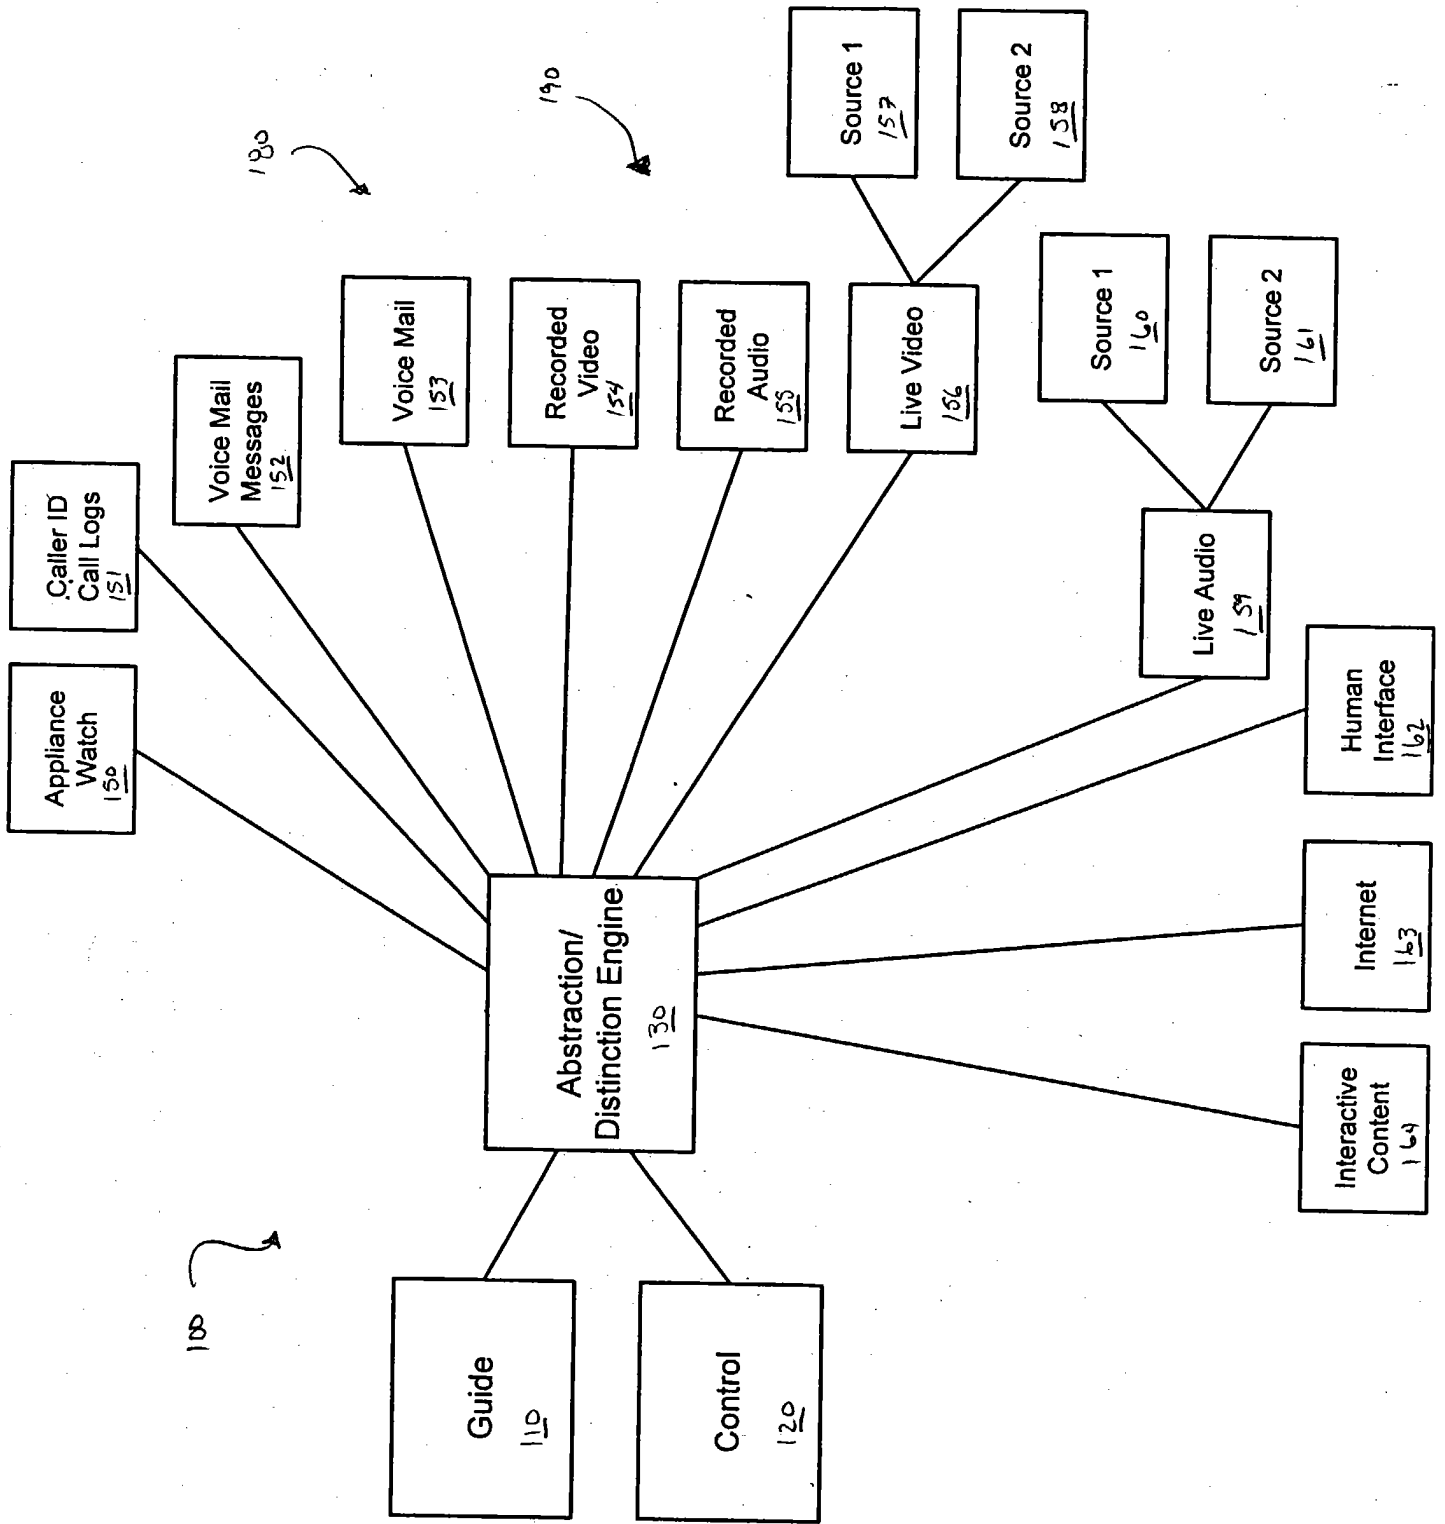 100
180
190
Guide
110
Control
120
Abstraction/
Distinction Engine
130
Appliance
Watch
150
Caller ID
Call Logs
151
Voice Mail
Messages
152
Voice Mail
153
Recorded
Video
154
Recorded
Audio
155
Live Video
156
Source 1
157
Source 2
158
Live Audio
159
Source 1
160
Source 2
161
Human
Interface
162
Internet
163
Interactive
Content
164